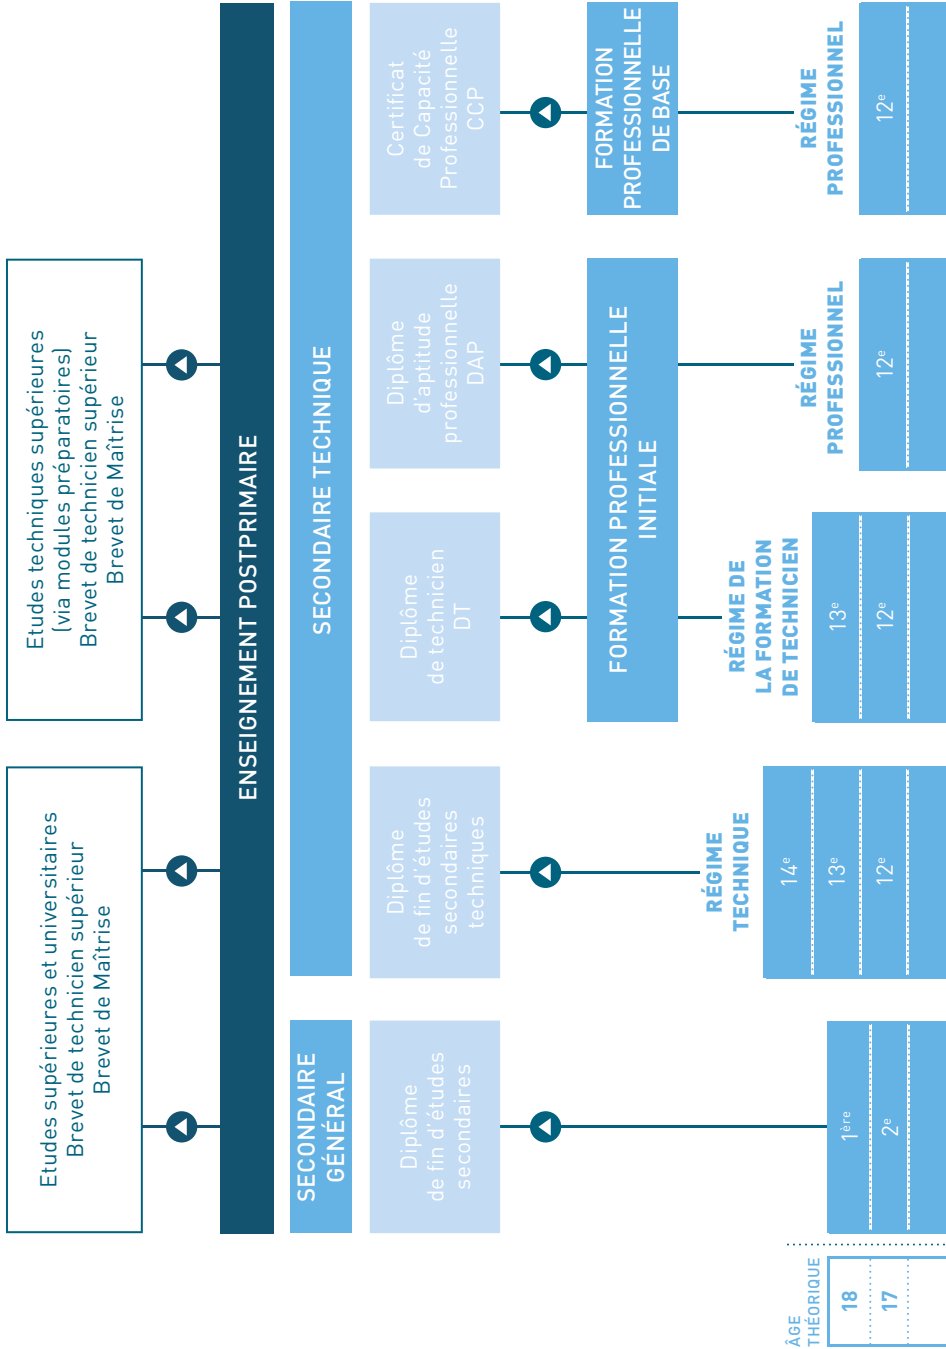 Etudes supérieures et universitaires
Brevet de technicien supérieur
Brevet de Maîtrise
Etudes techniques supérieures
(via modules préparatoires)
Brevet de technicien supérieur
Brevet de Maîtrise
ENSEIGNEMENT POSTPRIMAIRE
SECONDAIRE
GÉNÉRAL
SECONDAIRE TECHNIQUE
Diplôme
de fin d'études
secondaires
Diplôme
de fin d'études
secondaires
techniques
Diplôme
de technicien
DT
Diplôme
d'aptitude
professionnelle
DAP
Certificat
de Capacité
Professionnelle
CCP
FORMATION PROFESSIONNELLE
INITIALE
FORMATION
PROFESSIONNELLE
DE BASE
RÉGIME
TECHNIQUE
RÉGIME DE
LA FORMATION
DE TECHNICIEN
RÉGIME
PROFESSIONNEL
RÉGIME
PROFESSIONNEL
ÂGE
THÉORIQUE
18
17
1ère
2e
14e
13e
12e
13e
12e
12e
12e